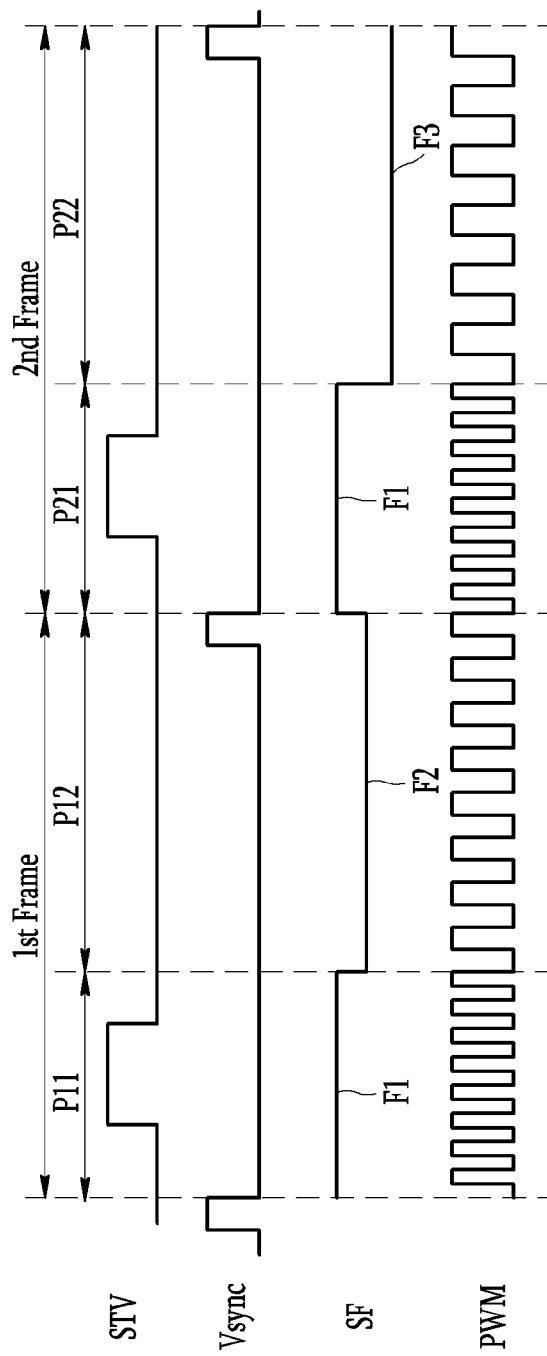 1st Frame
2nd Frame
P11
P12
P21
P22
STV
Vsync
SF
F1
F2
F1
F3
PWM